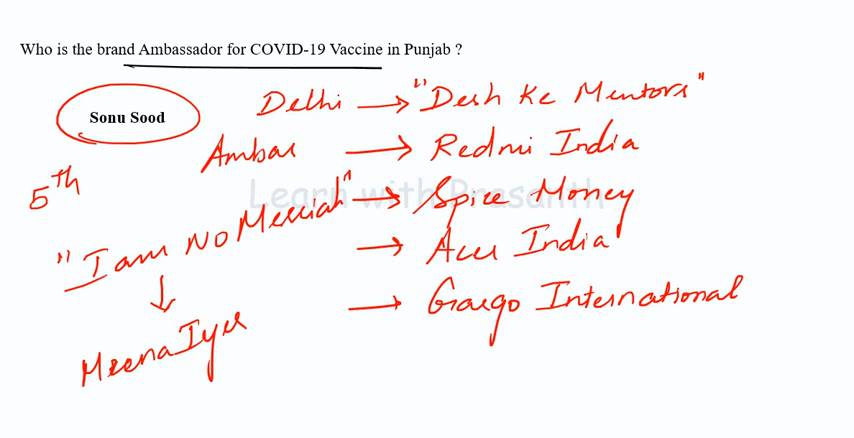 Who is the brand Ambassador for COVID-19 Vaccine in Punjab ?
Sonu Sood
Delhi → "Desh Ke Mentors"
Ambas → Redmi India
5th
Learn with Prasanth
"I am No Messiah" → Spice Money
→ Acer India
↓
→ Goego International
Meena Iyer